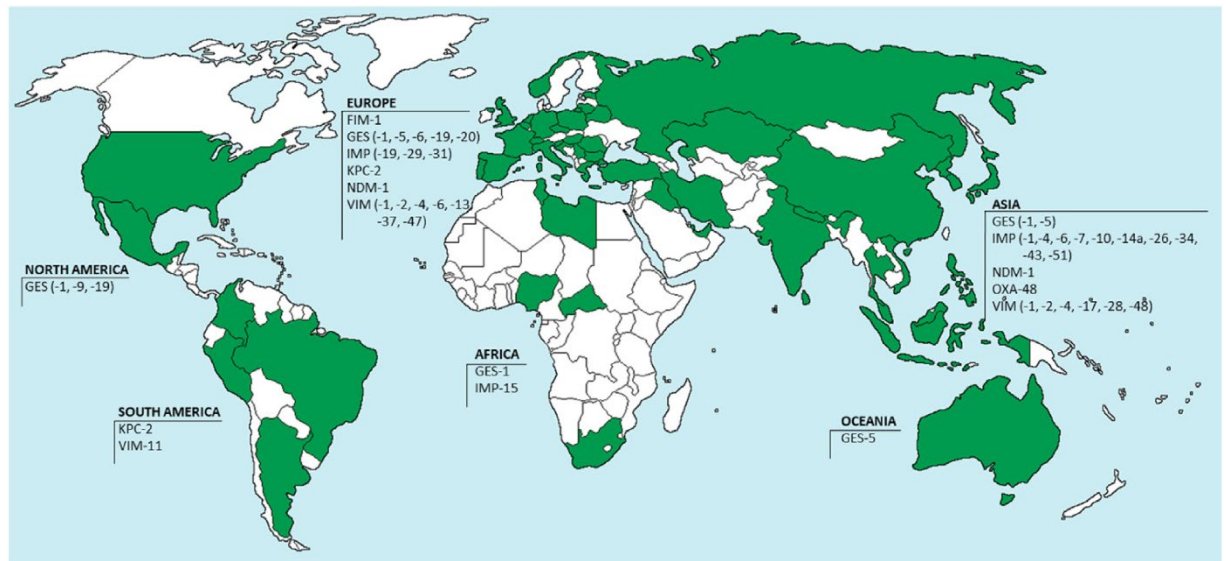 EUROPE
FIM-1
GES (-1, -5, -6, -19, -20)
IMP (-19, -29, -31)
KPC-2
NDM-1
VIM (-1, -2, -4, -6, -13
-37, -47)
ASIA
GES (-1, -5)
IMP (-1,-4, -6, -7, -10, -14a, -26, -34,
-43, -51)
NDM-1
OXA-48
VIM (-1, -2, -4, -17, -28, -48)
NORTH AMERICA
GES (-1, -9, -19)
AFRICA
GES-1
IMP-15
SOUTH AMERICA
KPC-2
VIM-11
OCEANIA
GES-5